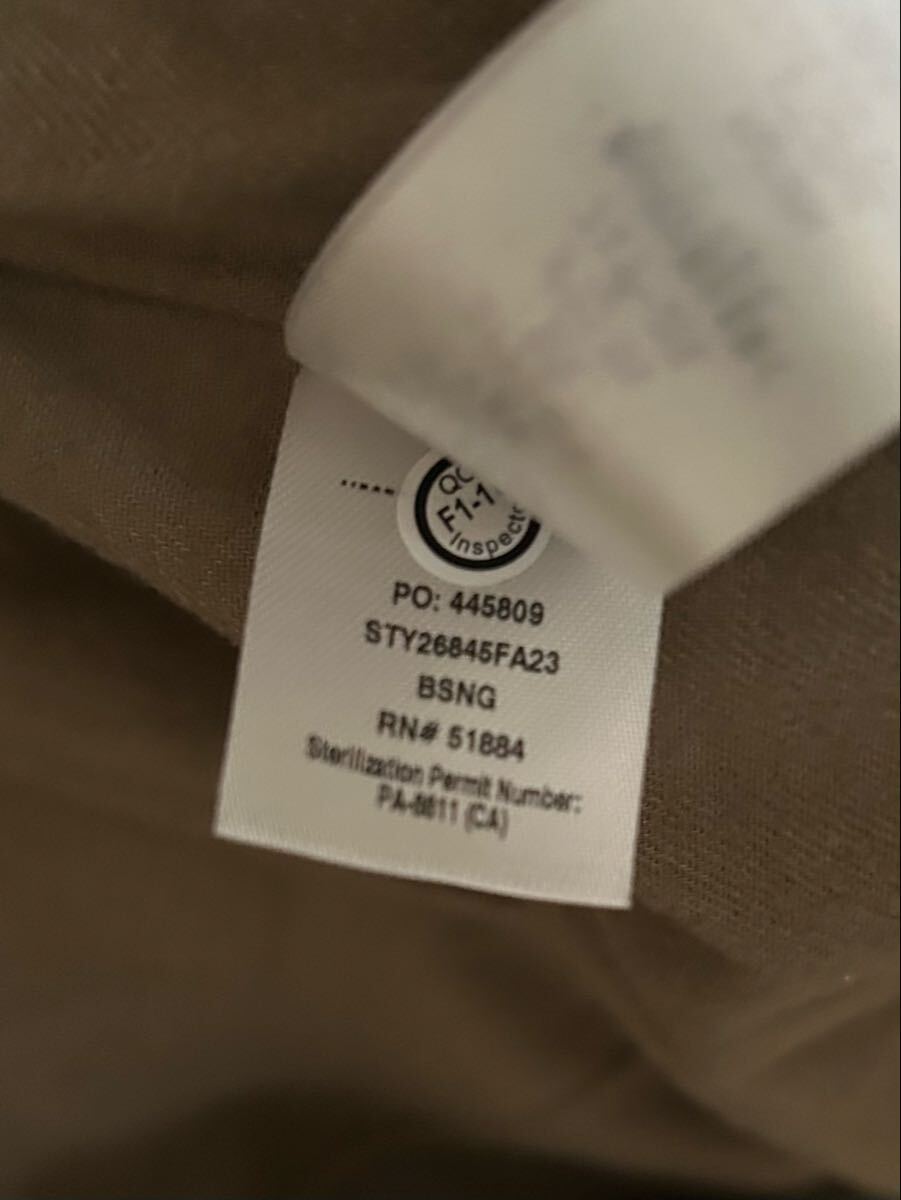 QC
F1-1
Inspecto
PO: 445809
STY26845FA23
BSNG
RN# 51884
Sterilization Permit Number:
PA-8811 (CA)